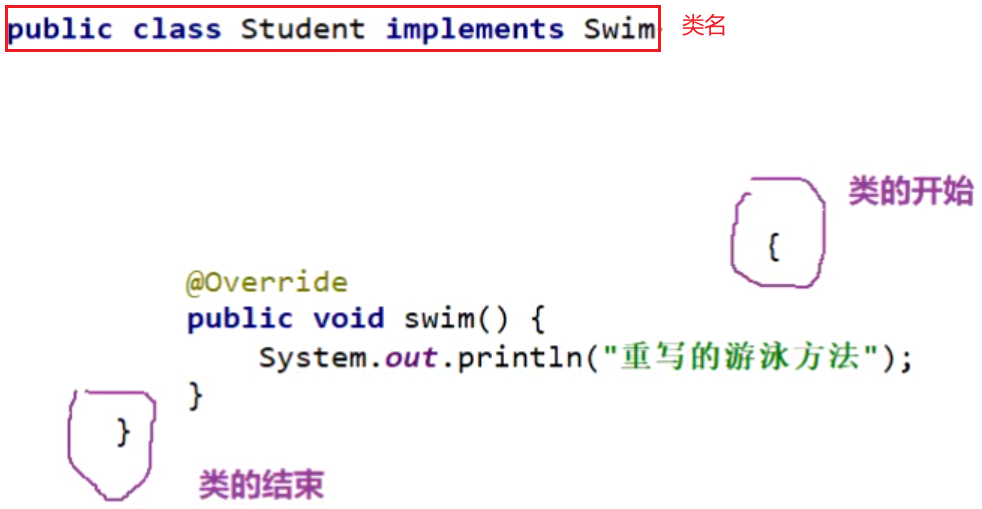 public class Student implements Swim 类名
类的开始
{
@Override
public void swim() {
System.out.println("重写的游泳方法");
}
}
类的结束